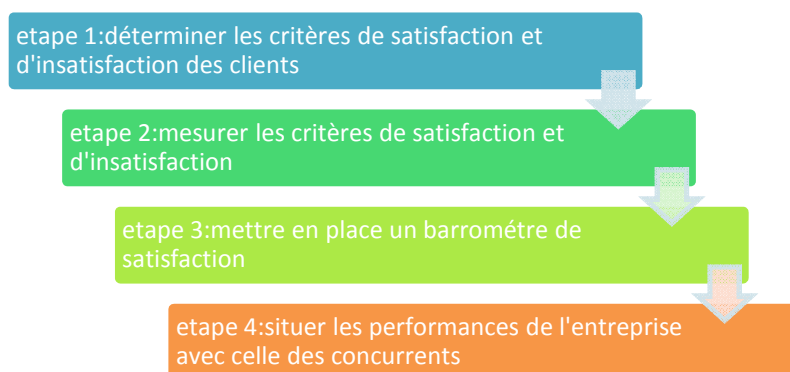 etape 1:déterminer les critères de satisfaction et
d'insatisfaction des clients
etape 2:mesurer les critères de satisfaction et
d'insatisfaction
etape 3:mettre en place un barrométre de
satisfaction
etape 4:situer les performances de l'entreprise
avec celle des concurrents